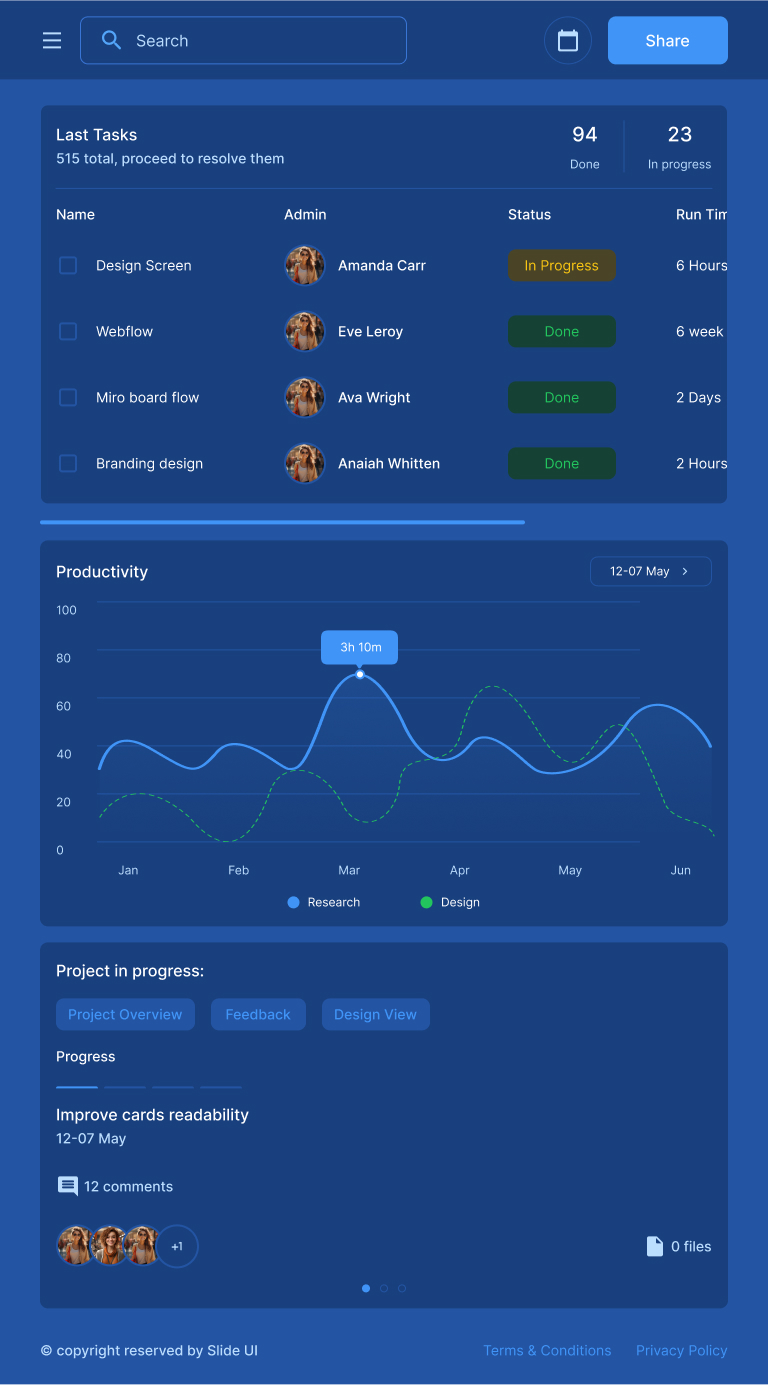 Search
Share
Last Tasks
515 total, proceed to resolve them
94
Done
23
In progress
Name Admin Status Run Tim
Design Screen Amanda Carr In Progress 6 Hours
Webflow Eve Leroy Done 6 week
Miro board flow Ava Wright Done 2 Days
Branding design Anaiah Whitten Done 2 Hours
Productivity
12-07 May
100
80
60
40
20
0
3h 10m
Jan Feb Mar Apr May Jun
Research Design
Project in progress:
Project Overview Feedback Design View
Progress
Improve cards readability
12-07 May
12 comments
+1
0 files
© copyright reserved by Slide UI
Terms & Conditions Privacy Policy